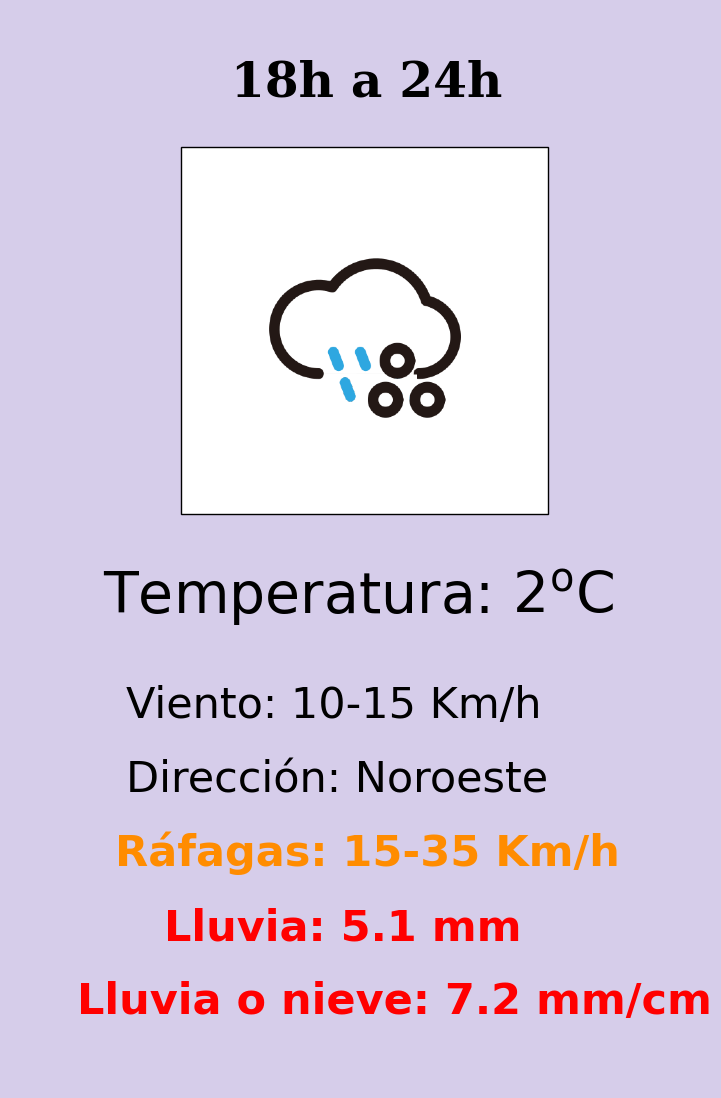 18h a 24h
Temperatura: 2ºC
Viento: 10-15 Km/h
Dirección: Noroeste
Ráfagas: 15-35 Km/h
Lluvia: 5.1 mm
Lluvia o nieve: 7.2 mm/cm